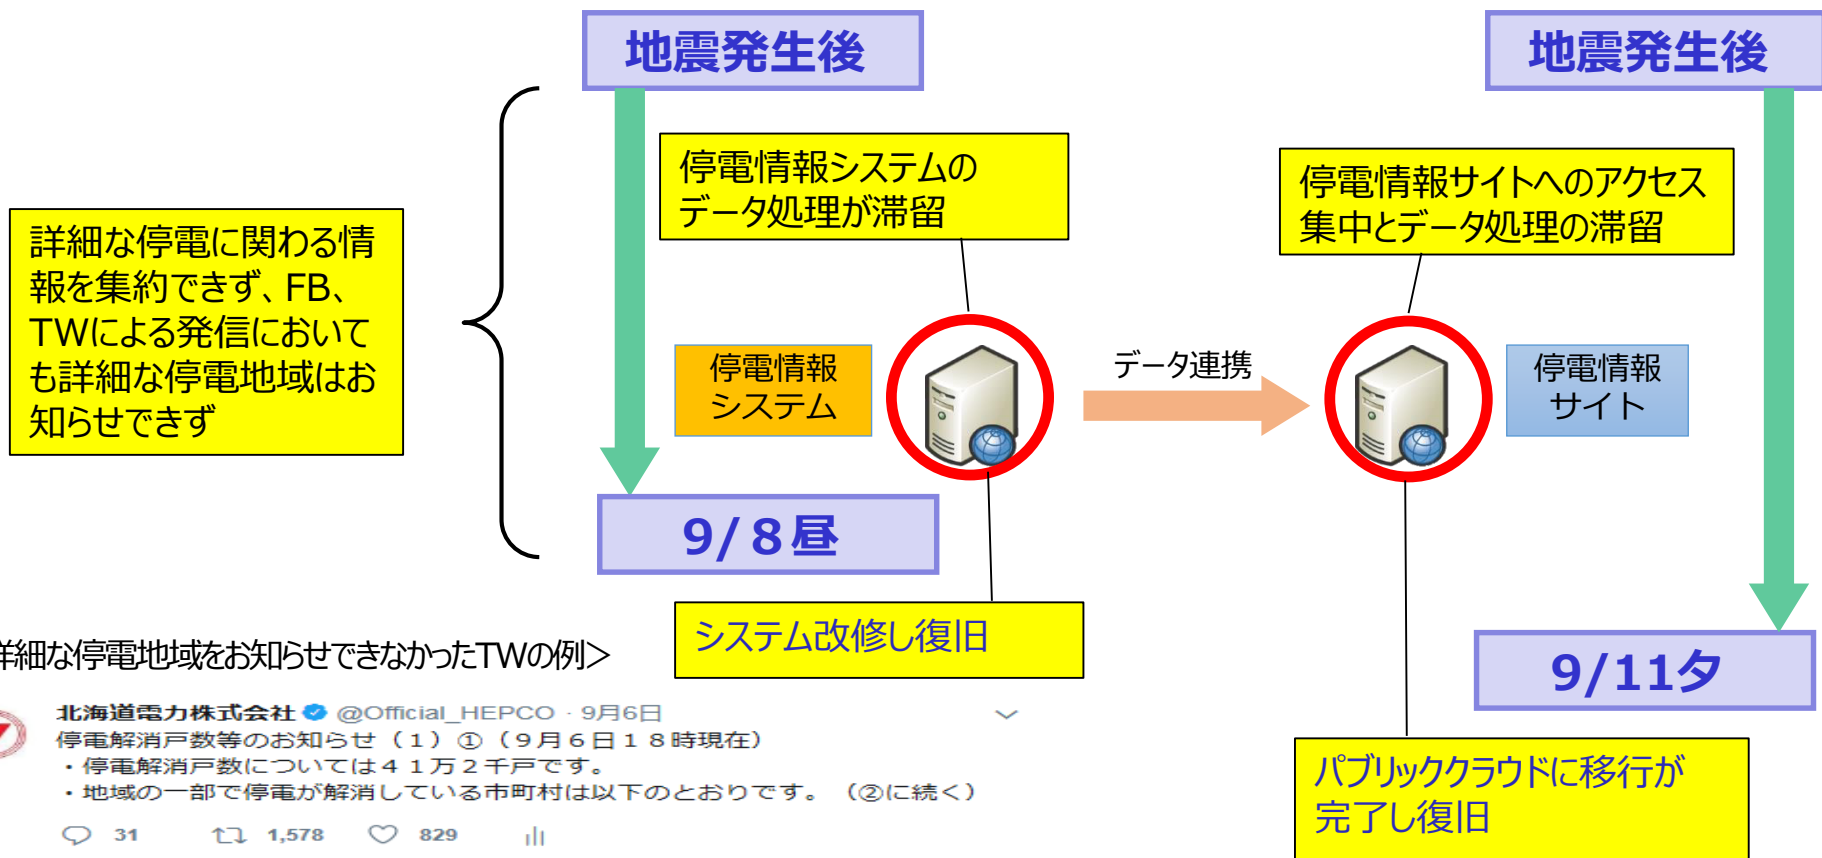 地震発生後
地震発生後
停電情報システムの
データ処理が滞留
停電情報サイトへのアクセス
集中とデータ処理の滞留
詳細な停電に関わる情
報を集約できず、FB、
TWによる発信において
も詳細な停電地域はお
知らせできず
停電情報
システム
データ連携
停電情報
サイト
9/８昼
システム改修し復旧
9/11夕
パブリッククラウドに移行が
完了し復旧
詳細な停電地域をお知らせできなかったTWの例＞
北海道電力株式会社 @Official_HEPCO · 9月6日
停電解消戸数等のお知らせ（１）①（９月６日１８時現在）
・停電解消戸数については４１万２千戸です。
・地域の一部で停電が解消している市町村は以下のとおりです。（②に続く）
31 1,578 829